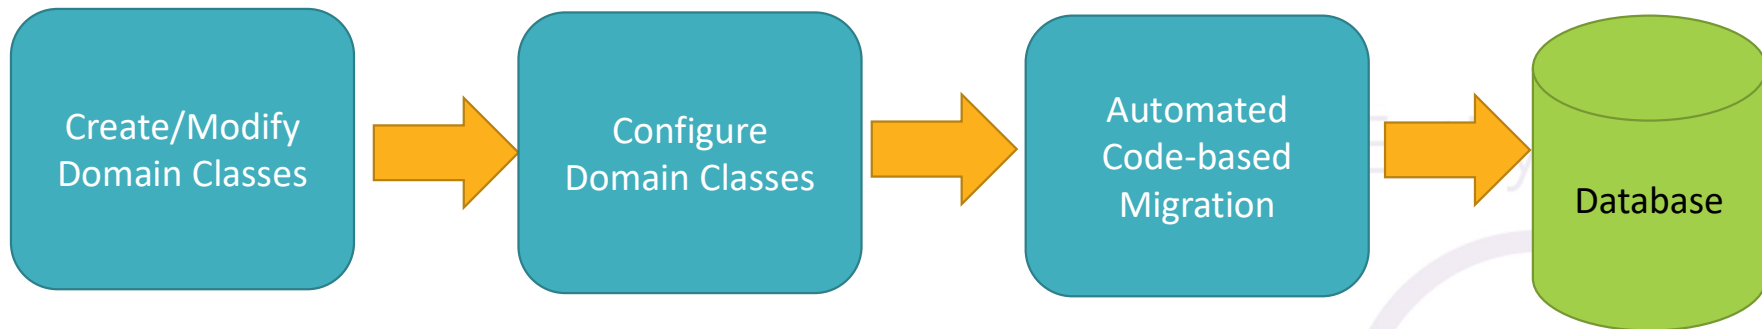 Create/Modify
Domain Classes
Configure
Domain Classes
Automated
Code-based
Migration
Database